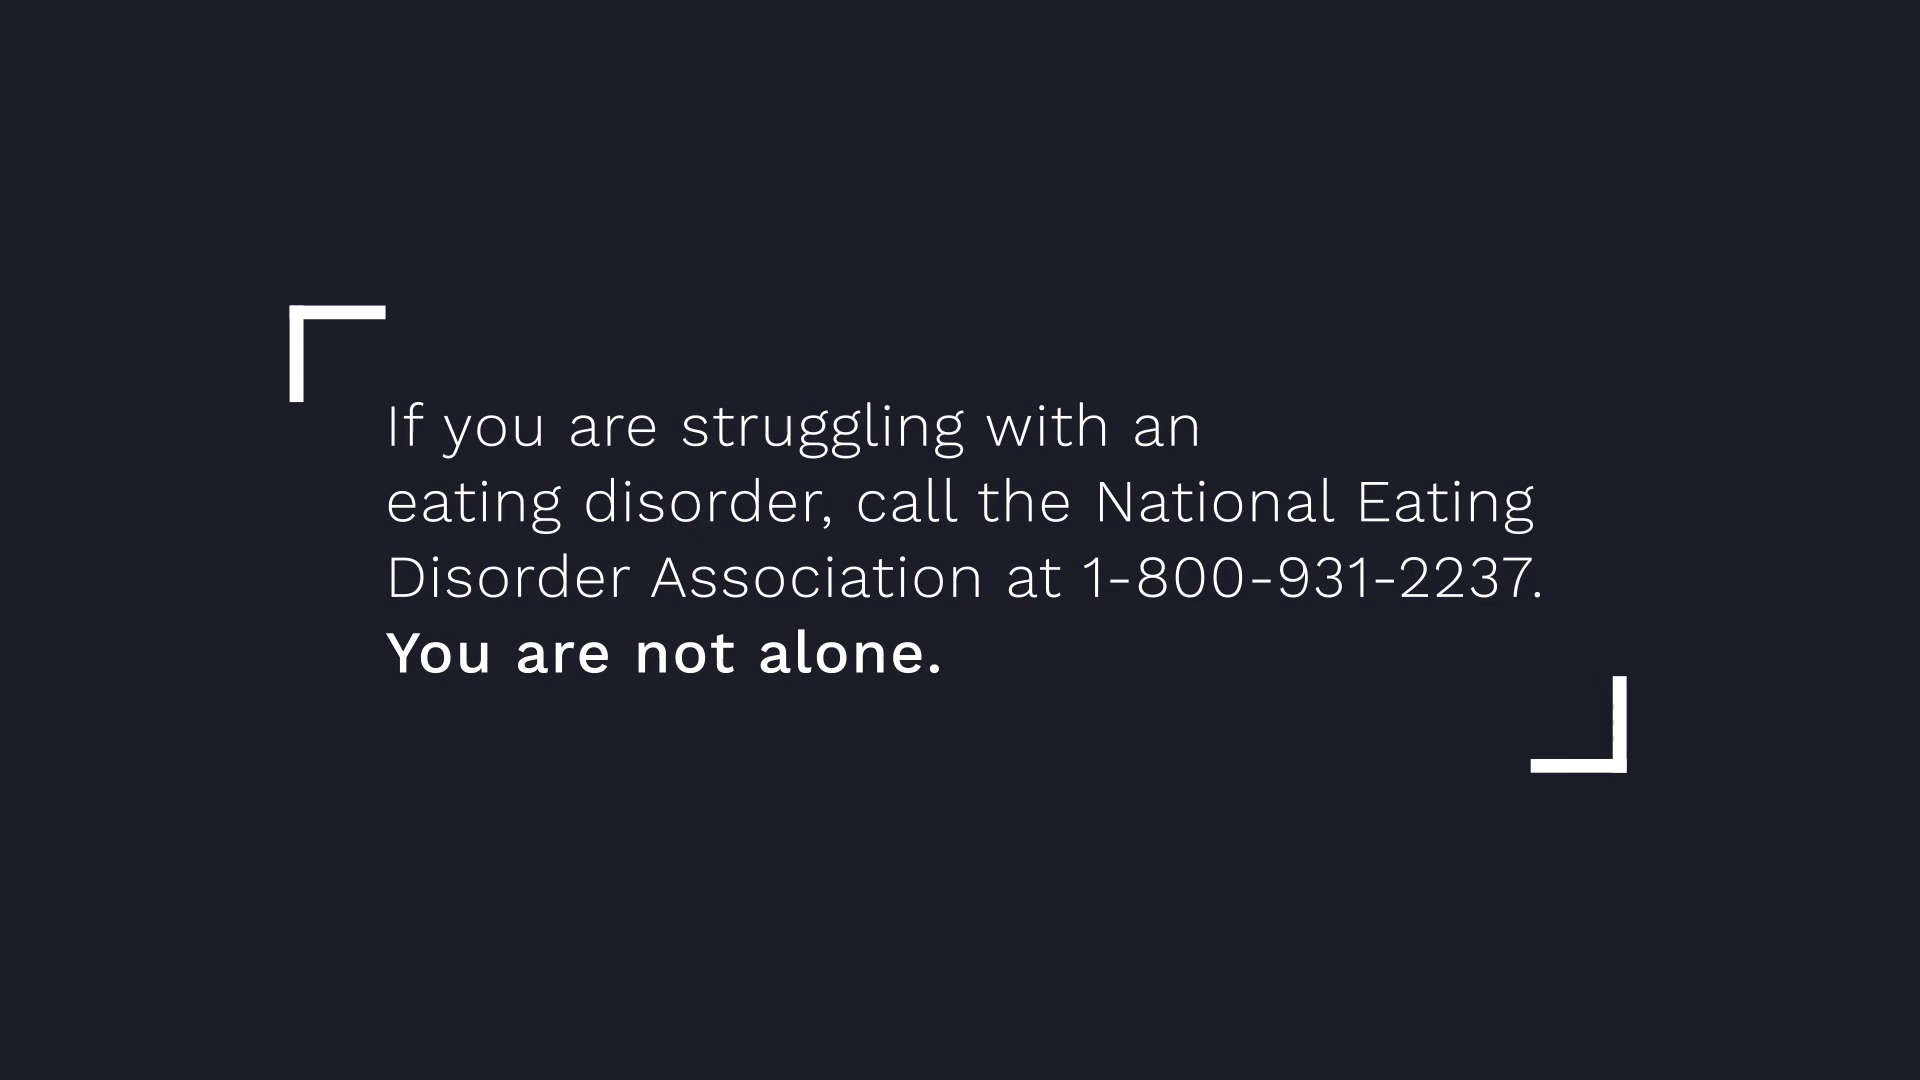 If you are struggling with an
eating disorder, call the National Eating
Disorder Association at 1-800-931-2237.
You are not alone.